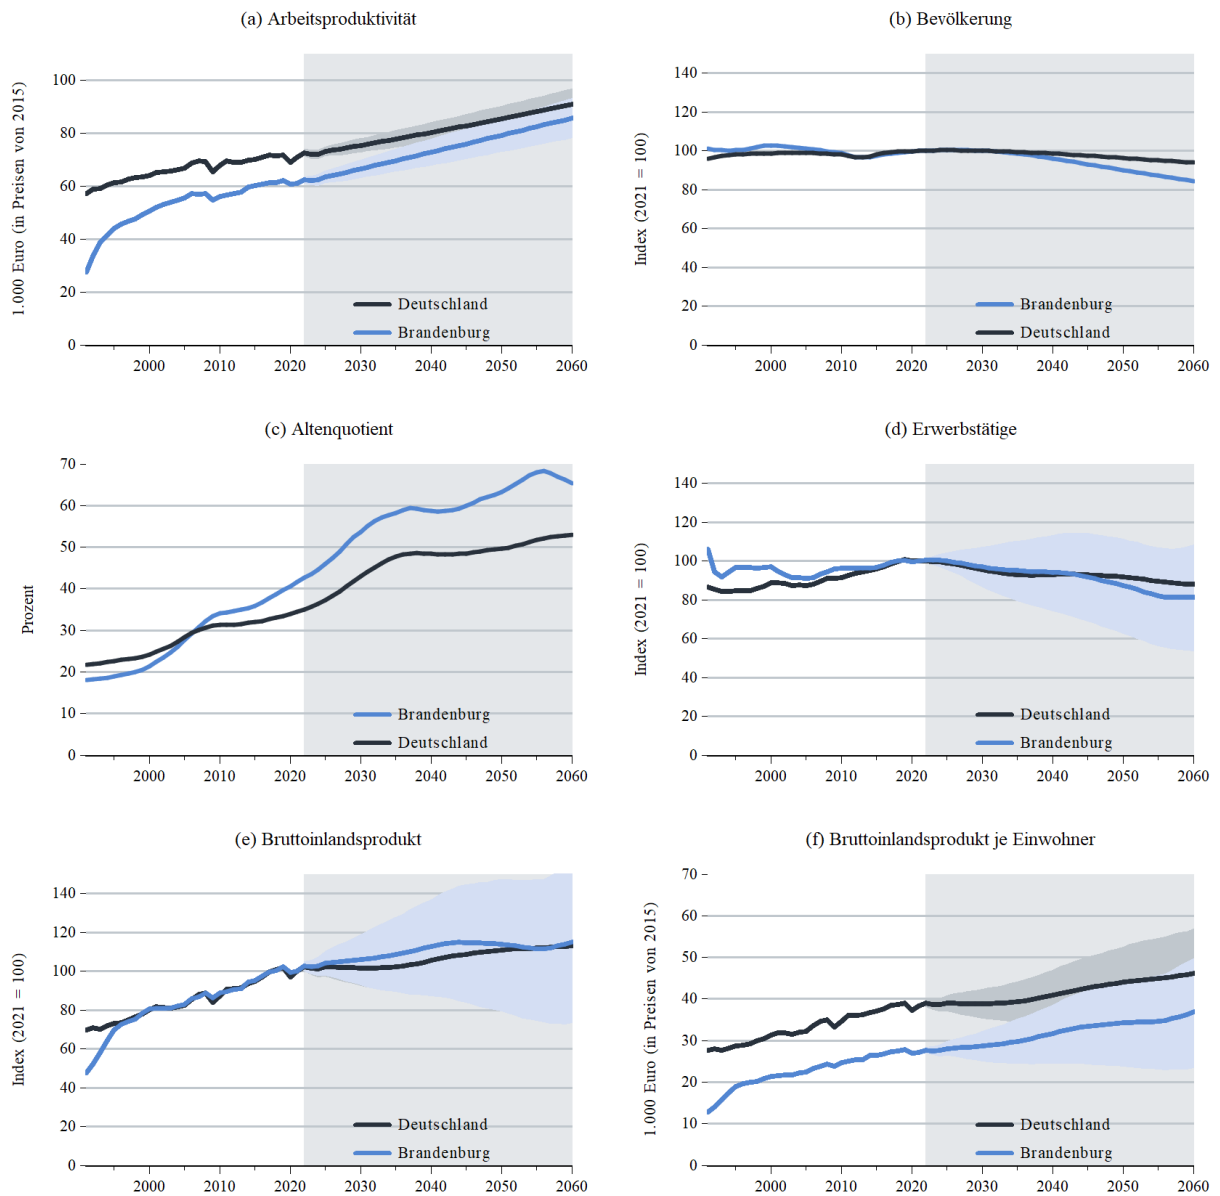 (a) Arbeitsproduktivität
1.000 Euro (in Preisen von 2015)
100
80
60
40
20
0
2000 2010 2020 2030 2040 2050 2060
Deutschland
Brandenburg
(b) Bevölkerung
Index (2021 = 100)
140
120
100
80
60
40
20
0
2000 2010 2020 2030 2040 2050 2060
Brandenburg
Deutschland
(c) Altenquotient
Prozent
70
60
50
40
30
20
10
0
2000 2010 2020 2030 2040 2050 2060
Brandenburg
Deutschland
(d) Erwerbstätige
Index (2021 = 100)
140
120
100
80
60
40
20
0
2000 2010 2020 2030 2040 2050 2060
Deutschland
Brandenburg
(e) Bruttoinlandsprodukt
Index (2021 = 100)
140
120
100
80
60
40
20
0
2000 2010 2020 2030 2040 2050 2060
Deutschland
Brandenburg
(f) Bruttoinlandsprodukt je Einwohner
1.000 Euro (in Preisen von 2015)
70
60
50
40
30
20
10
0
2000 2010 2020 2030 2040 2050 2060
Deutschland
Brandenburg